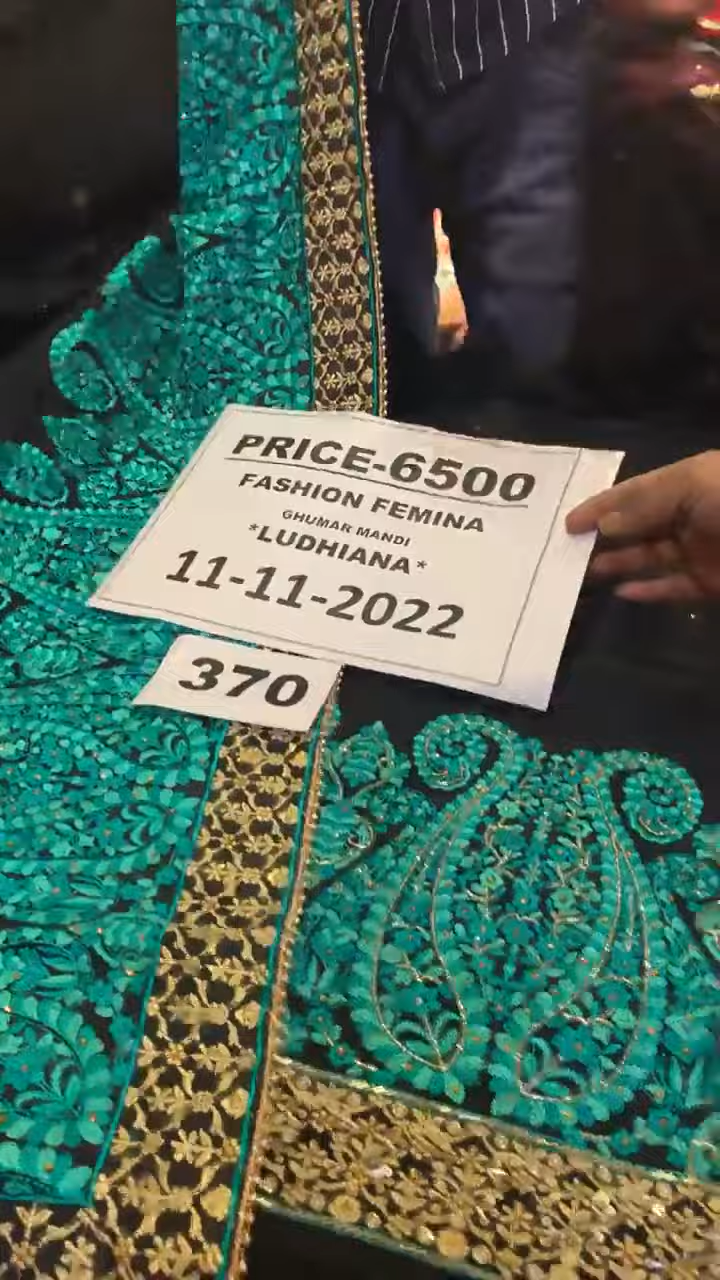 PRICE-6500
FASHION FEMINA
GHUMAR MANDI
*LUDHIANA*
11-11-2022
370